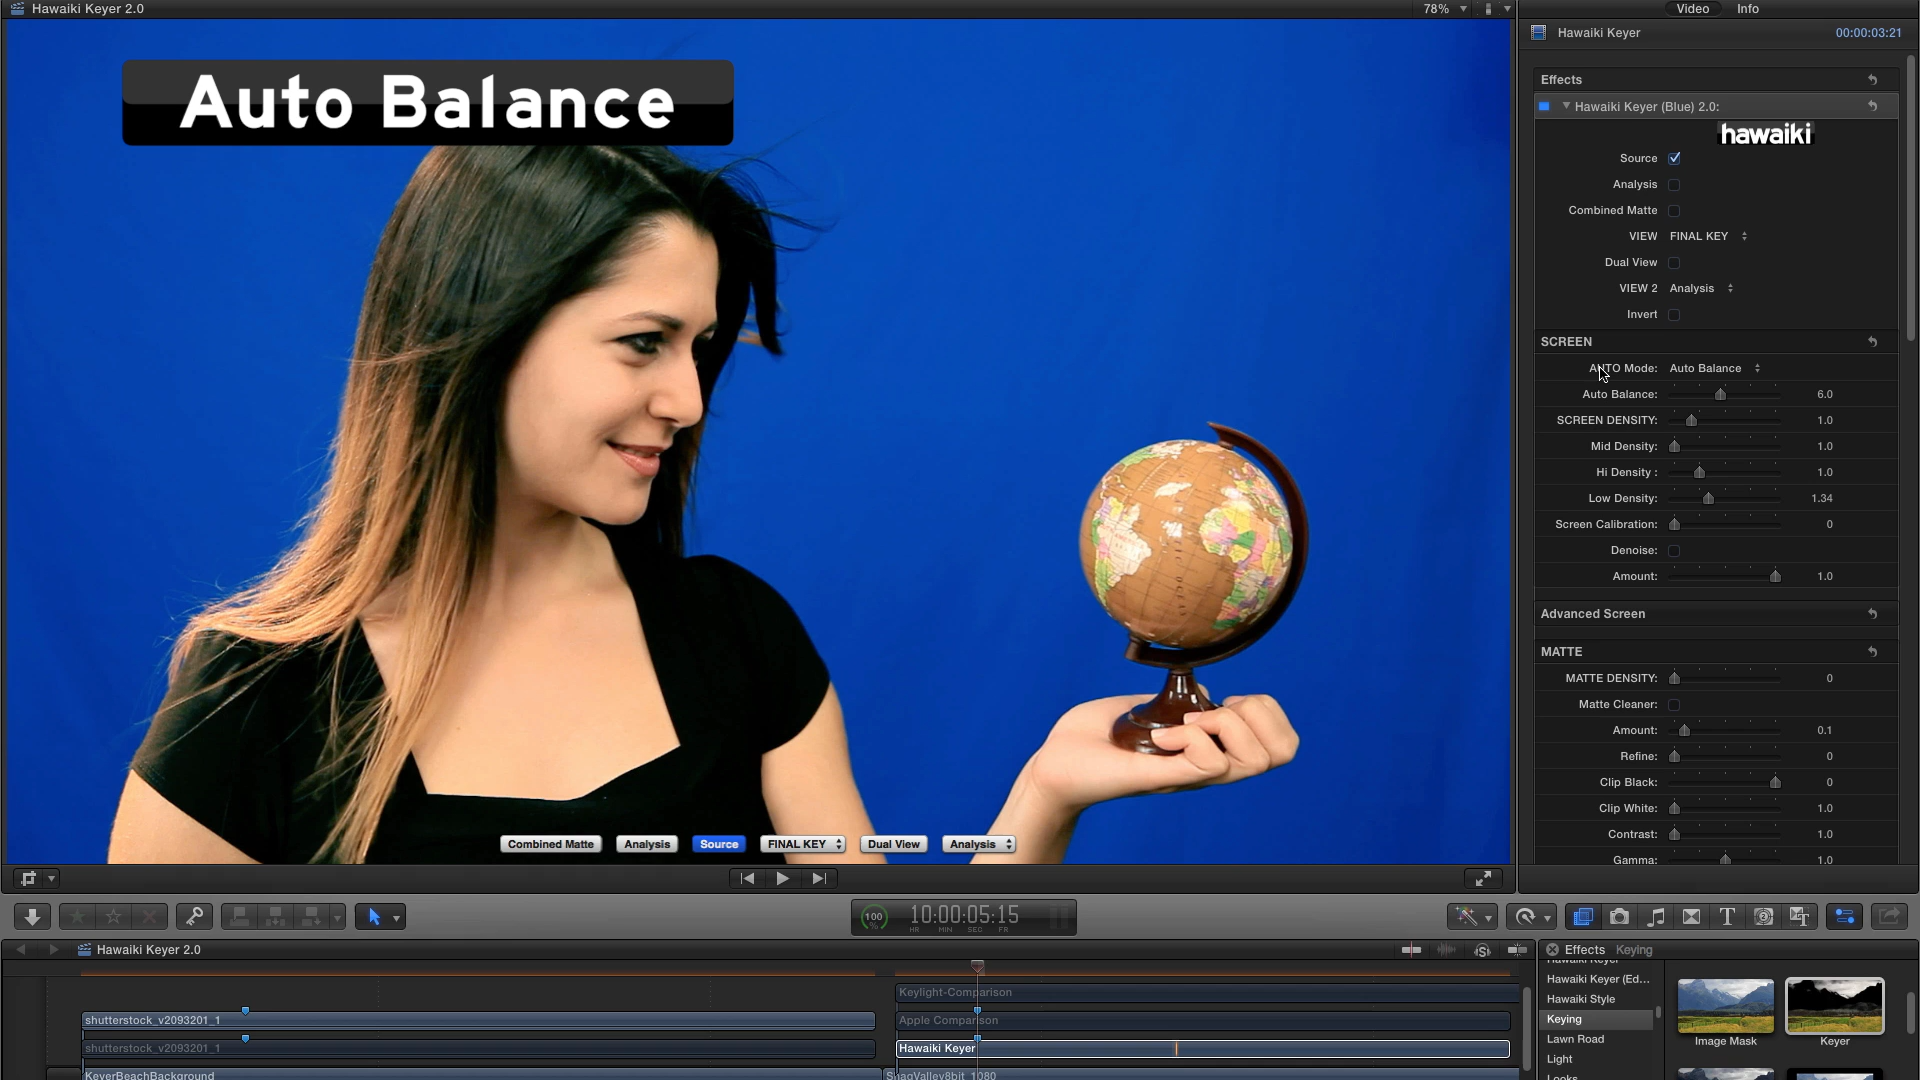 Hawaiki Keyer 2.0
78%
Video
Info
Hawaiki Keyer
00:00:03:21
Auto Balance
Effects
Hawaiki Keyer (Blue) 2.0:
hawaiki
Source
Analysis
Combined Matte
VIEW FINAL KEY
Dual View
VIEW 2 Analysis
Invert
SCREEN
AUTO Mode: Auto Balance
Auto Balance: 6.0
SCREEN DENSITY: 1.0
Mid Density: 1.0
Hi Density : 1.0
Low Density: 1.34
Screen Calibration: 0
Denoise:
Amount: 1.0
Advanced Screen
MATTE
MATTE DENSITY: 0
Matte Cleaner:
Amount: 0.1
Refine: 0
Clip Black: 0
Clip White: 1.0
Contrast: 1.0
Gamma: 1.0
Combined Matte
Analysis
Source
FINAL KEY
Dual View
Analysis
100
%
10:00:05:15
HR MIN SEC FR
Hawaiki Keyer 2.0
Effects Keying
Keylight-Comparison
shutterstock_v2093201_1
Apple Comparison
shutterstock_v2093201_1
Hawaiki Keyer
KeyerBeachBackground
SnagValley8bit_1080
Hawaiki Keyer
Hawaiki Keyer (Ed...
Hawaiki Style
Keying
Lawn Road
Light
Looks
Image Mask
Keyer